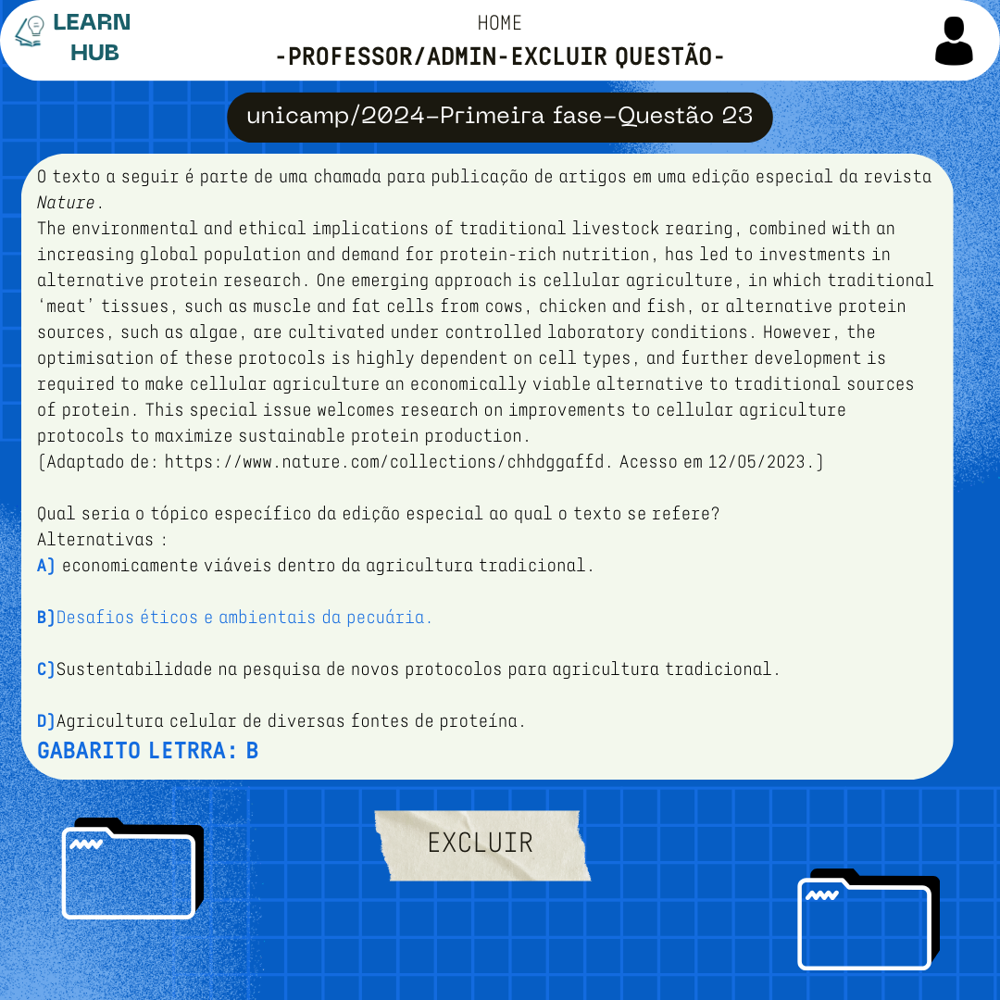 LEARN
HUB
HOME
-PROFESSOR/ADMIN-EXCLUIR QUESTÃO-
unicamp/2024-Primeira fase-Questão 23
O texto a seguir é parte de uma chamada para publicação de artigos em uma edição especial da revista
Nature.
The environmental and ethical implications of traditional livestock rearing, combined with an
increasing global population and demand for protein-rich nutrition, has led to investments in
alternative protein research. One emerging approach is cellular agriculture, in which traditional
‘meat’ tissues, such as muscle and fat cells from cows, chicken and fish, or alternative protein
sources, such as algae, are cultivated under controlled laboratory conditions. However, the
optimisation of these protocols is highly dependent on cell types, and further development is
required to make cellular agriculture an economically viable alternative to traditional sources
of protein. This special issue welcomes research on improvements to cellular agriculture
protocols to maximize sustainable protein production.
(Adaptado de: https://www.nature.com/collections/chhdggaffd. Acesso em 12/05/2023.)
Qual seria o tópico específico da edição especial ao qual o texto se refere?
Alternativas :
A) economicamente viáveis dentro da agricultura tradicional.
B)Desafios éticos e ambientais da pecuária.
C)Sustentabilidade na pesquisa de novos protocolos para agricultura tradicional.
D)Agricultura celular de diversas fontes de proteína.
GABARITO LETRRA: B
EXCLUIR